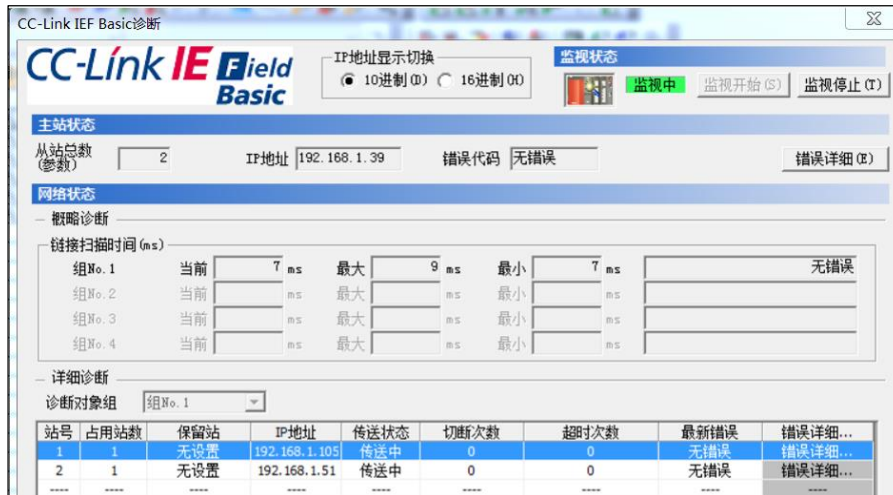 CC-Link IEF Basic诊断
CC-Link IE Field
Basic
IP地址显示切换
10进制(D) 16进制(H)
监视状态
监视中 监视开始(S) 监视停止(T)
主站状态
从站总数
(参数) 2 IP地址 192.168.1.39 错误代码 无错误 错误详细(E)
网络状态
概略诊断
链接扫描时间(ms)
组No.1 当前 7 ms 最大 9 ms 最小 7 ms 无错误
组No.2 当前 ms 最大 ms 最小 ms
组No.3 当前 ms 最大 ms 最小 ms
组No.4 当前 ms 最大 ms 最小 ms
详细诊断
诊断对象组 组No.1
站号 占用站数 保留站 IP地址 传送状态 切断次数 超时次数 最新错误 错误详细...
1 1 无设置 192.168.1.105 传送中 0 0 无错误 错误详细...
2 1 无设置 192.168.1.51 传送中 0 0 无错误 错误详细...
---- ---- ---- ---- ---- ---- ---- ---- ----